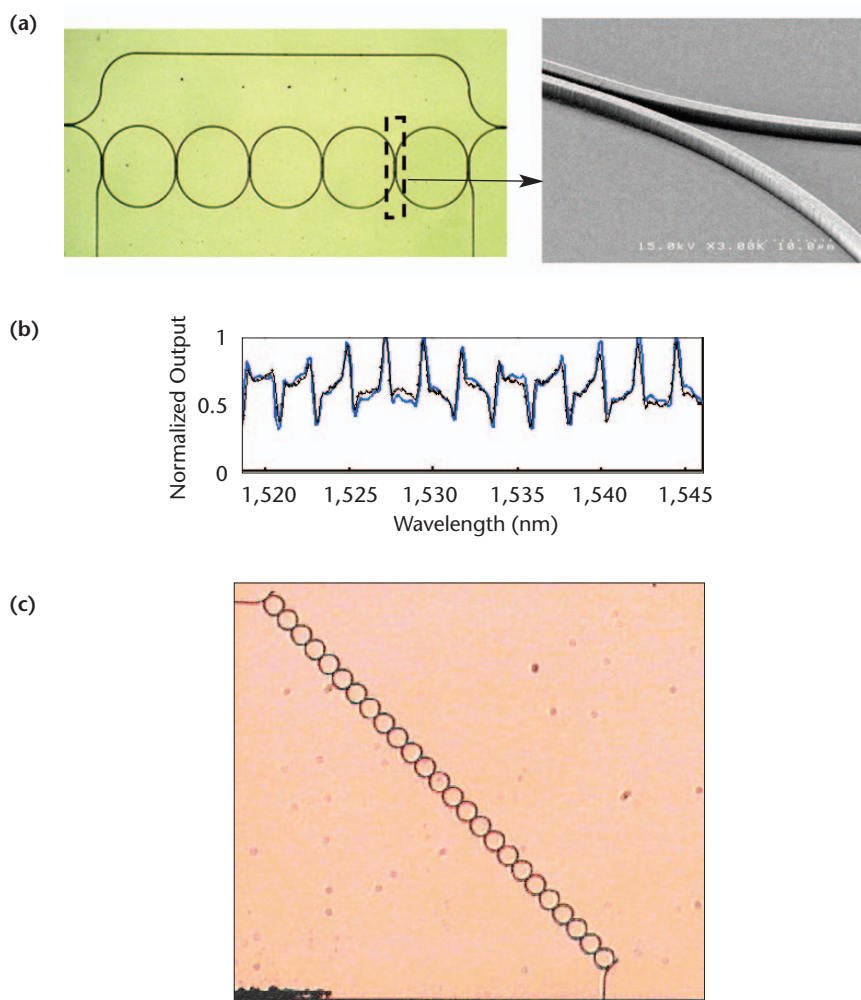 (a)
15.0kV X3.00K 10.0µm
(b)
Normalized Output
1
0.5
0
1,520 1,525 1,530 1,535 1,540 1,545
Wavelength (nm)
(c)